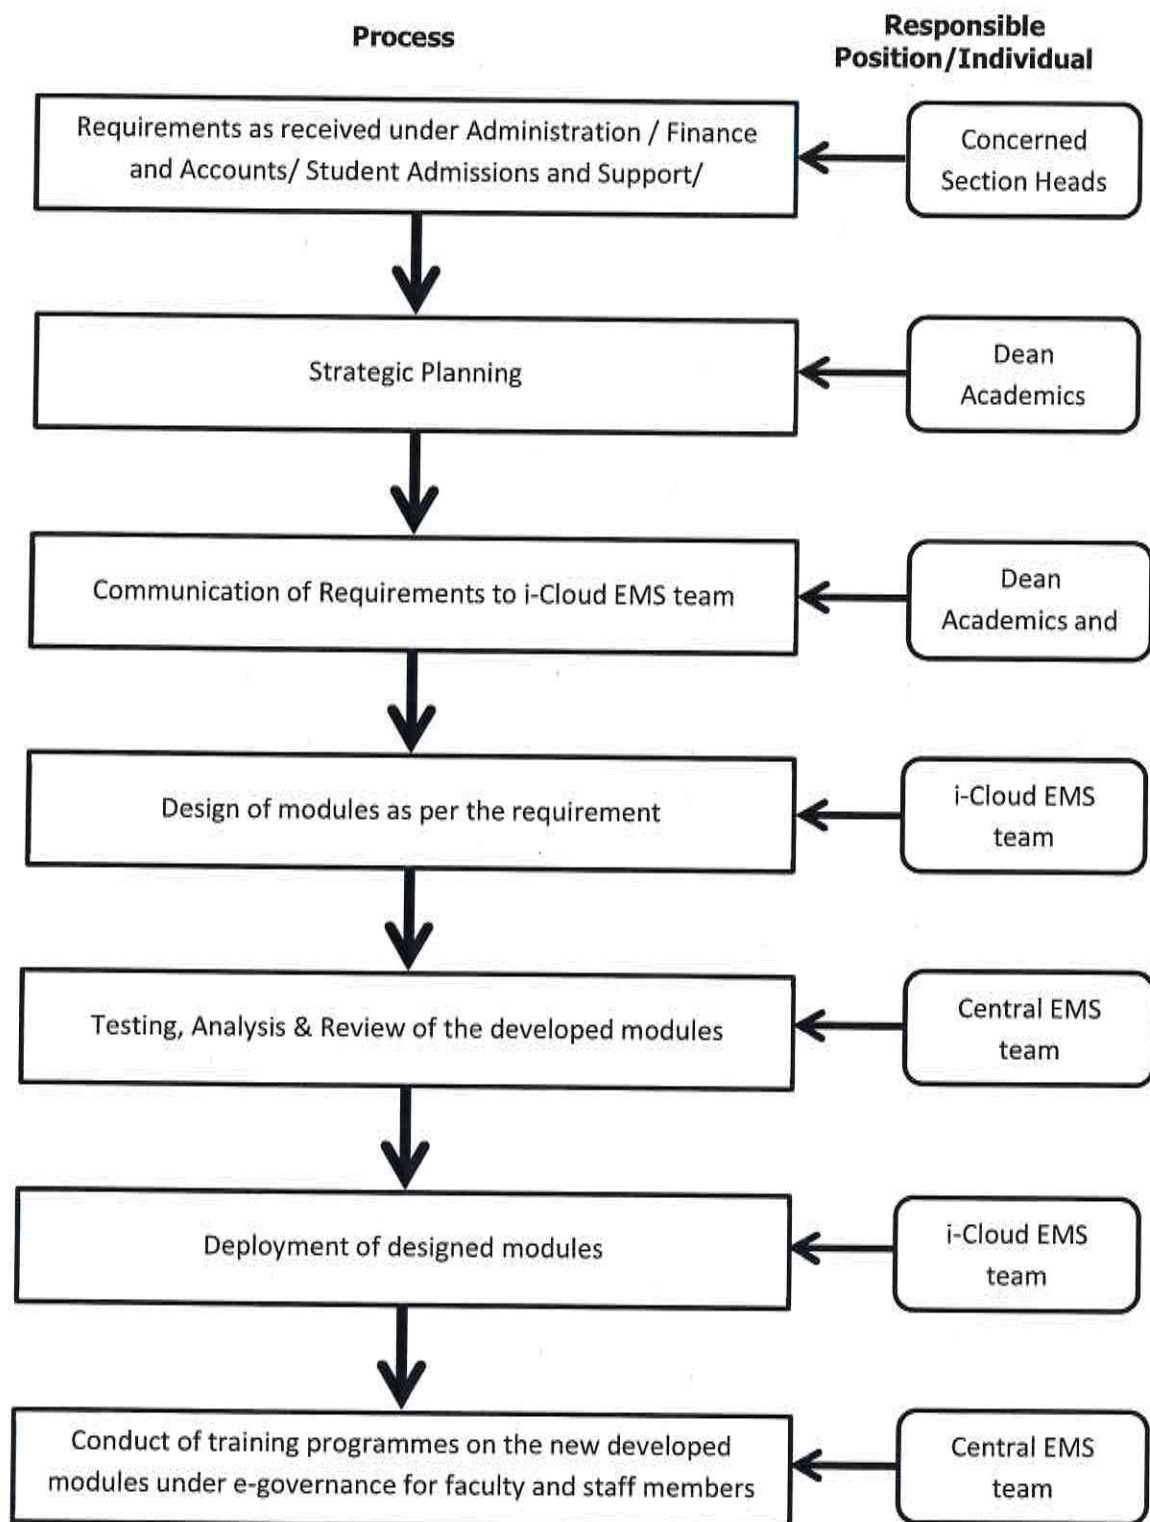 Process
Responsible
Position/Individual
Requirements as received under Administration / Finance
and Accounts/ Student Admissions and Support/
Concerned
Section Heads
Strategic Planning
Dean
Academics
Communication of Requirements to i-Cloud EMS team
Dean
Academics and
Design of modules as per the requirement
i-Cloud EMS
team
Testing, Analysis & Review of the developed modules
Central EMS
team
Deployment of designed modules
i-Cloud EMS
team
Conduct of training programmes on the new developed
modules under e-governance for faculty and staff members
Central EMS
team